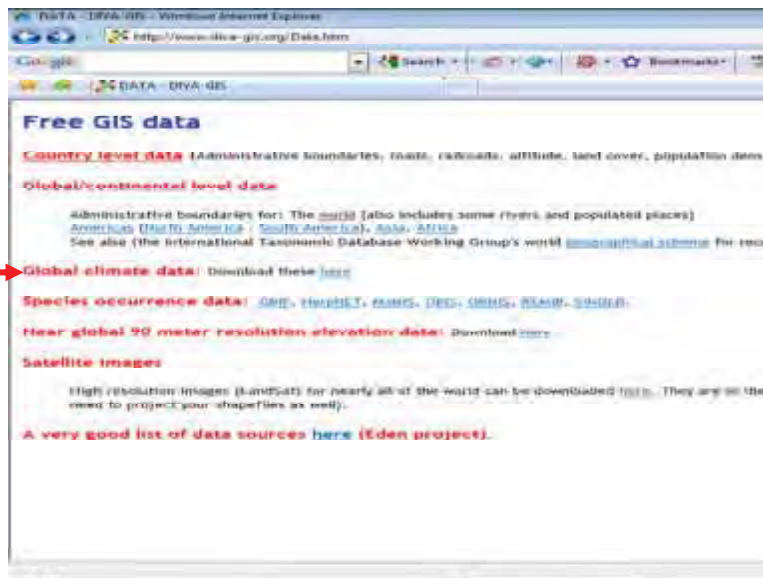 DATA - DIVA-GIS - Windows Internet Explorer
http://www.diva-gis.org/Data.htm
Google
Search
Bookmarks
DATA - DIVA-GIS
Free GIS data
Country level data (Administrative boundaries, roads, railroads, altitude, land cover, population dens
Global/continental level data
Administrative boundaries for: The world (also includes some rivers and populated places)
Americas (North America, South America), Asia, Africa
See also (the International Taxonomic Database Working Group's world geographical scheme for rec
Global climate data: Download these here
Species occurrence data: GBIF, HerpNET,
Near global 90 meter resolution elevation data: Download here
Satellite images
High resolution images (LandSat) for nearly all of the world can be downloaded here. They are in the
need to project your shapefiles as well).
A very good list of data sources here (Eden project).